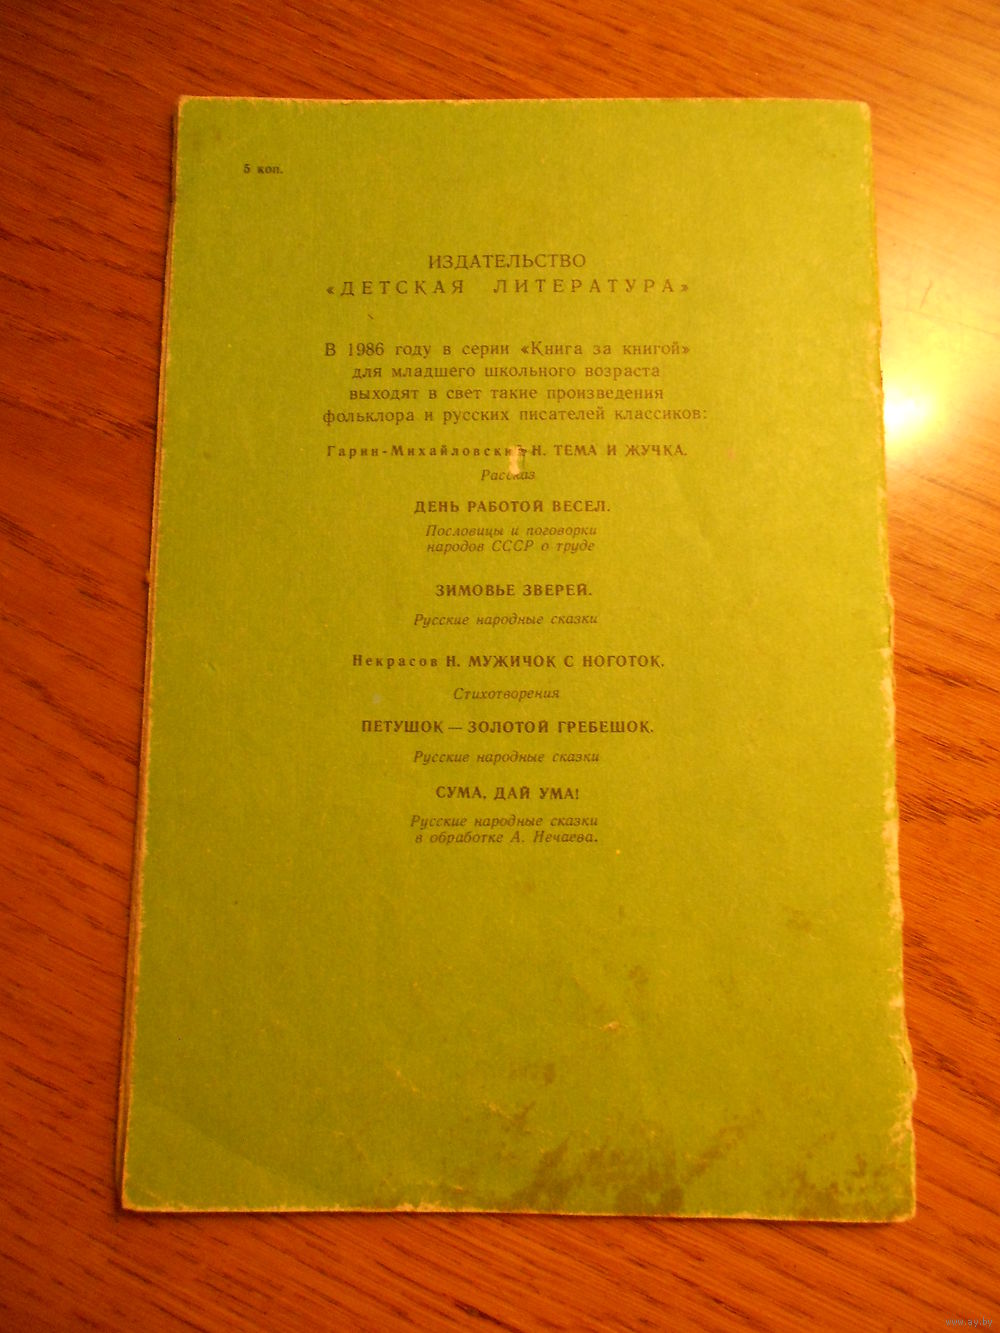 5 коп.
ИЗДАТЕЛЬСТВО
«ДЕТСКАЯ ЛИТЕРАТУРА»
В 1986 году в серии «Книга за книгой»
для младшего школьного возраста
выходят в свет такие произведения
фольклора и русских писателей классиков:
Гарин-Михайловский Н. ТЕМА И ЖУЧКА.
Рассказ
ДЕНЬ РАБОТОЙ ВЕСЕЛ.
Пословицы и поговорки
народов СССР о труде
ЗИМОВЬЕ ЗВЕРЕЙ.
Русские народные сказки
Некрасов Н. МУЖИЧОК С НОГОТОК.
Стихотворения
ПЕТУШОК — ЗОЛОТОЙ ГРЕБЕШОК.
Русские народные сказки
СУМА, ДАЙ УМА!
Русские народные сказки
в обработке А. Нечаева.
www.ay.by